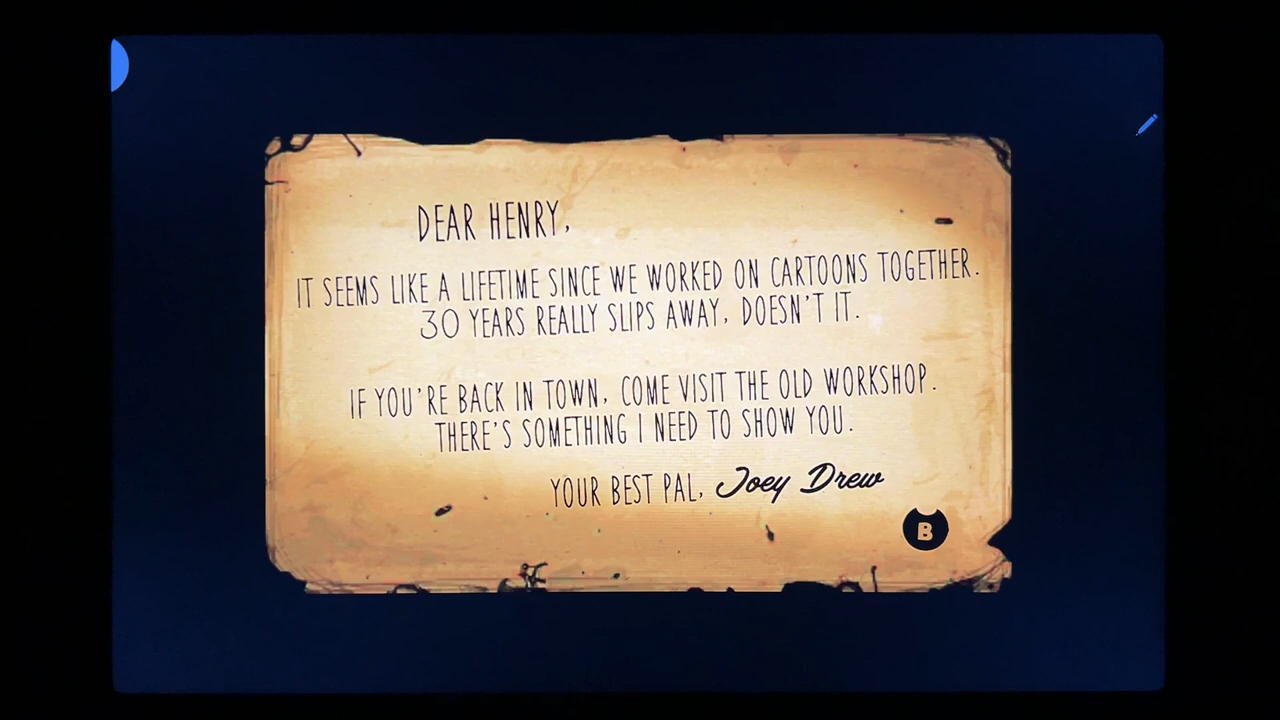 DEAR HENRY,
IT SEEMS LIKE A LIFETIME SINCE WE WORKED ON CARTOONS TOGETHER.
30 YEARS REALLY SLIPS AWAY, DOESN'T IT.
IF YOU'RE BACK IN TOWN, COME VISIT THE OLD WORKSHOP.
THERE'S SOMETHING I NEED TO SHOW YOU.
YOUR BEST PAL, Joey Drew
B